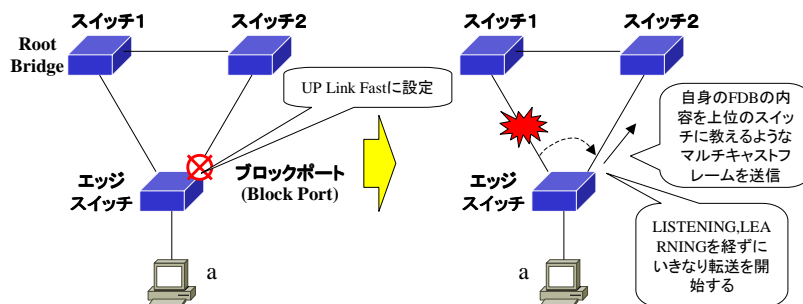 スイッチ1
スイッチ2
Root
Bridge
UP Link Fastに設定
エッジ
スイッチ
ブロックポート
(Block Port)
a
スイッチ1
スイッチ2
自身のFDBの内
容を上位のスイッ
チに教えるような
マルチキャストフ
レームを送信
エッジ
スイッチ
LISTENING,LEA
RNINGを経ずに
いきなり転送を開
始する
a